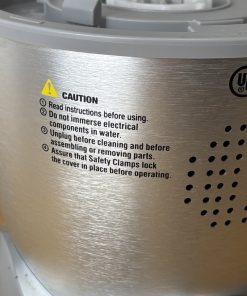 CAUTION
① Read instructions before using.
② Do not immerse electrical
components in water.
③ Unplug before cleaning and before
assembling or removing parts.
④ Assure that Safety Clamps lock
the cover in place before operating.